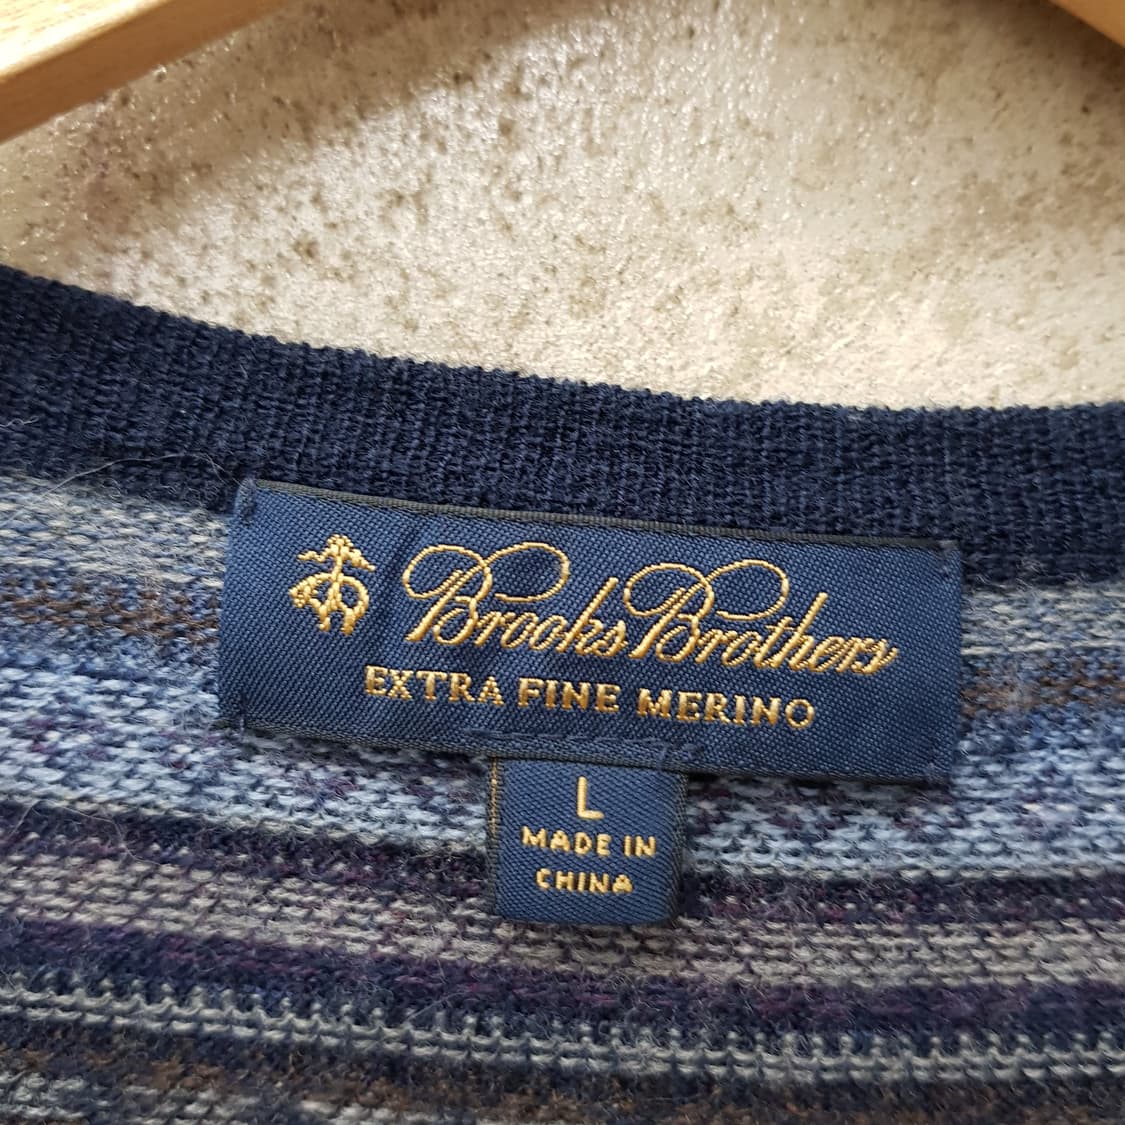 Brooks Brothers
EXTRA FINE MERINO
L
MADE IN
CHINA